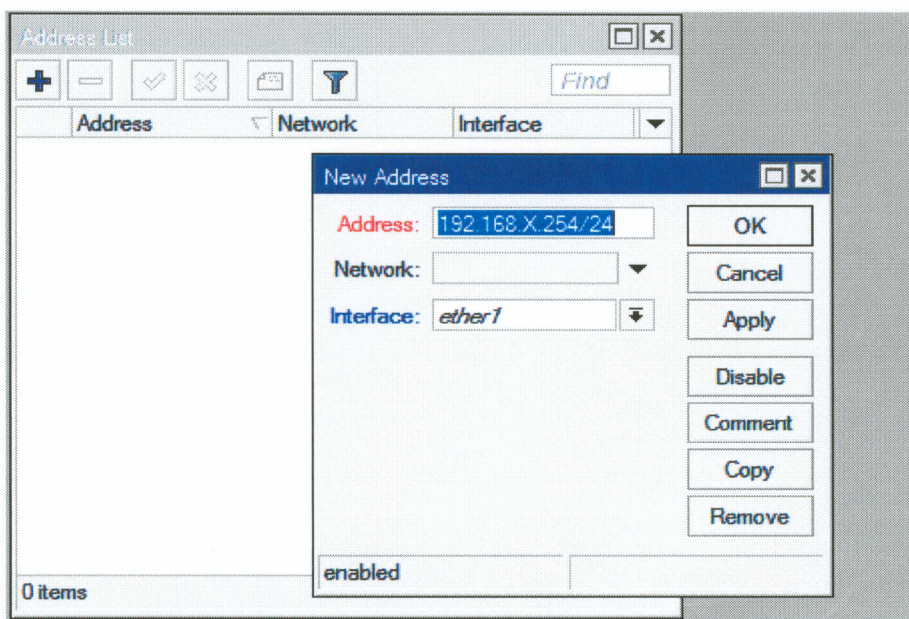 Address List
Find
Address Network Interface
New Address
Address: 192.168.X.254/24
Network:
Interface: ether1
OK
Cancel
Apply
Disable
Comment
Copy
Remove
enabled
0 items